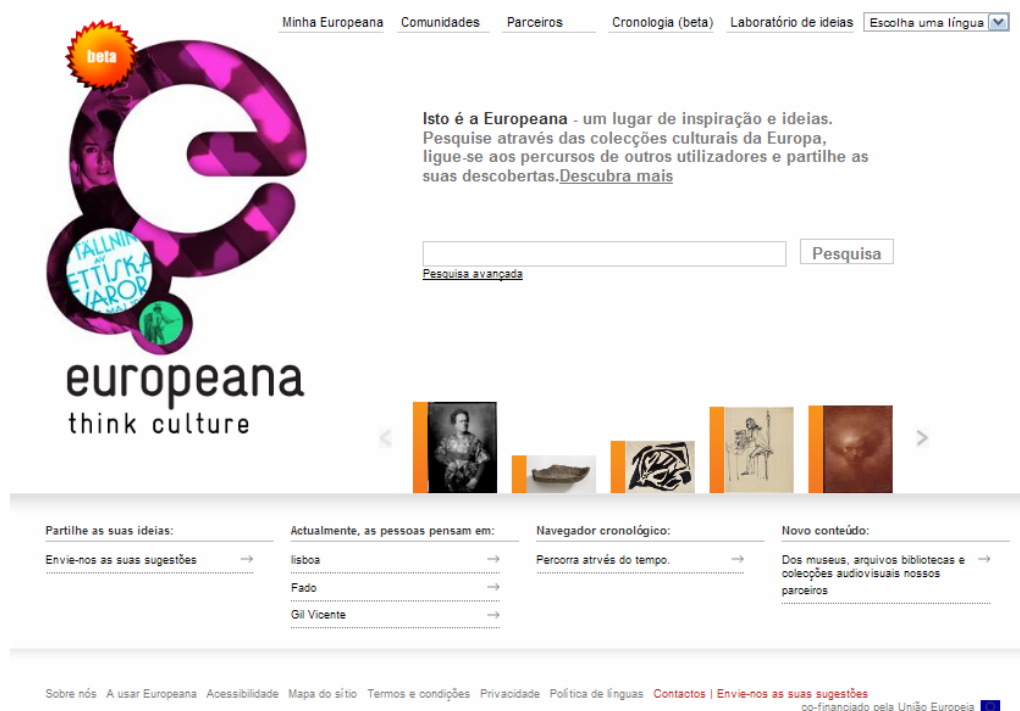 Minha Europeana Comunidades Parceiros Cronologia (beta) Laboratório de ideias Escolha uma língua
beta
Isto é a Europeana - um lugar de inspiração e ideias.
Pesquise através das colecções culturais da Europa,
ligue-se aos percursos de outros utilizadores e partilhe as
suas descobertas.Descubra mais
Pesquisa
Pesquisa avançada
TÄLLNIN
AV
ETTISKA
VAROR
europeana
think culture
Partilhe as suas ideias:
Envie-nos as suas sugestões
Actualmente, as pessoas pensam em:
lisboa
Fado
Gil Vicente
Navegador cronológico:
Percorra atrvés do tempo.
Novo conteúdo:
Dos museus, arquivos bibliotecas e
colecções audiovisuais nossos
parceiros
Sobre nós A usar Europeana Acessibilidade Mapa do sítio Termos e condições Privacidade Política de línguas Contactos | Envie-nos as suas sugestões
co-financiado pela União Europeia